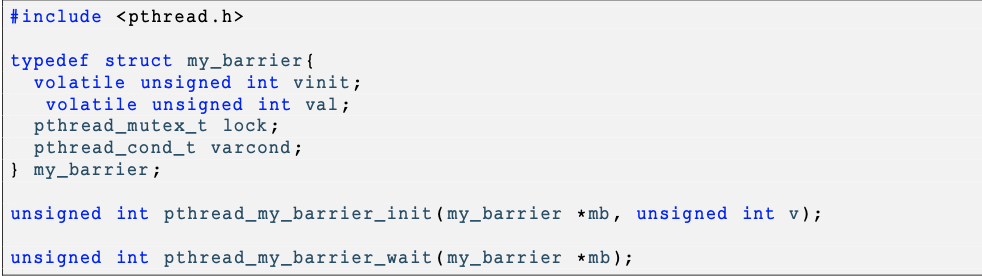 #include <pthread.h>
typedef struct my_barrier{
volatile unsigned int vinit;
volatile unsigned int val;
pthread_mutex_t lock;
pthread_cond_t varcond;
} my_barrier;
unsigned int pthread_my_barrier_init(my_barrier *mb, unsigned int v);
unsigned int pthread_my_barrier_wait(my_barrier *mb);